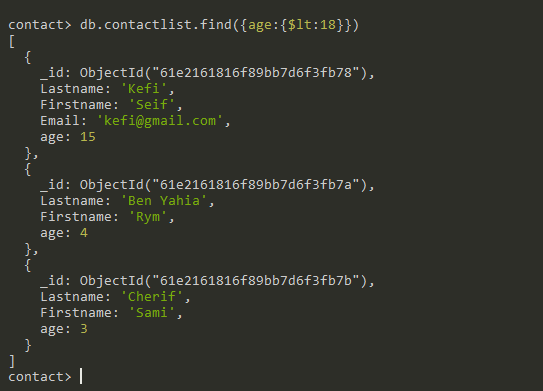 contact> db.contactlist.find({age:{$lt:18}})
[
  {
    _id: ObjectId("61e2161816f89bb7d6f3fb78"),
    Lastname: 'Kefi',
    Firstname: 'Seif',
    Email: 'kefi@gmail.com',
    age: 15
  },
  {
    _id: ObjectId("61e2161816f89bb7d6f3fb7a"),
    Lastname: 'Ben Yahia',
    Firstname: 'Rym',
    age: 4
  },
  {
    _id: ObjectId("61e2161816f89bb7d6f3fb7b"),
    Lastname: 'Cherif',
    Firstname: 'Sami',
    age: 3
  }
]
contact>